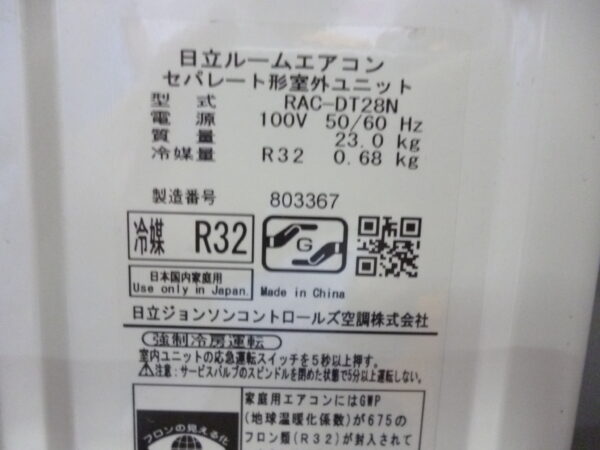 日立ルームエアコン
セパレート形室外ユニット
型 式 RAC-DT28N
電 源 100V 50/60 Hz
質 量 23.0 kg
冷媒量 R32 0.68 kg
製造番号 803367
冷媒 R32
G
日本国内家庭用
Use only in Japan.
Made in China
日立ジョンソンコントロールズ空調株式会社
強制冷房運転
室内ユニットの応急運転スイッチを5秒以上押す。
⚠注意:サービスバルブのスピンドルを閉めた状態で5分以上運転しない。
フロンの見える化
家庭用エアコンにはGWP
(地球温暖化係数)が675の
フロン類(R32)が封入されて